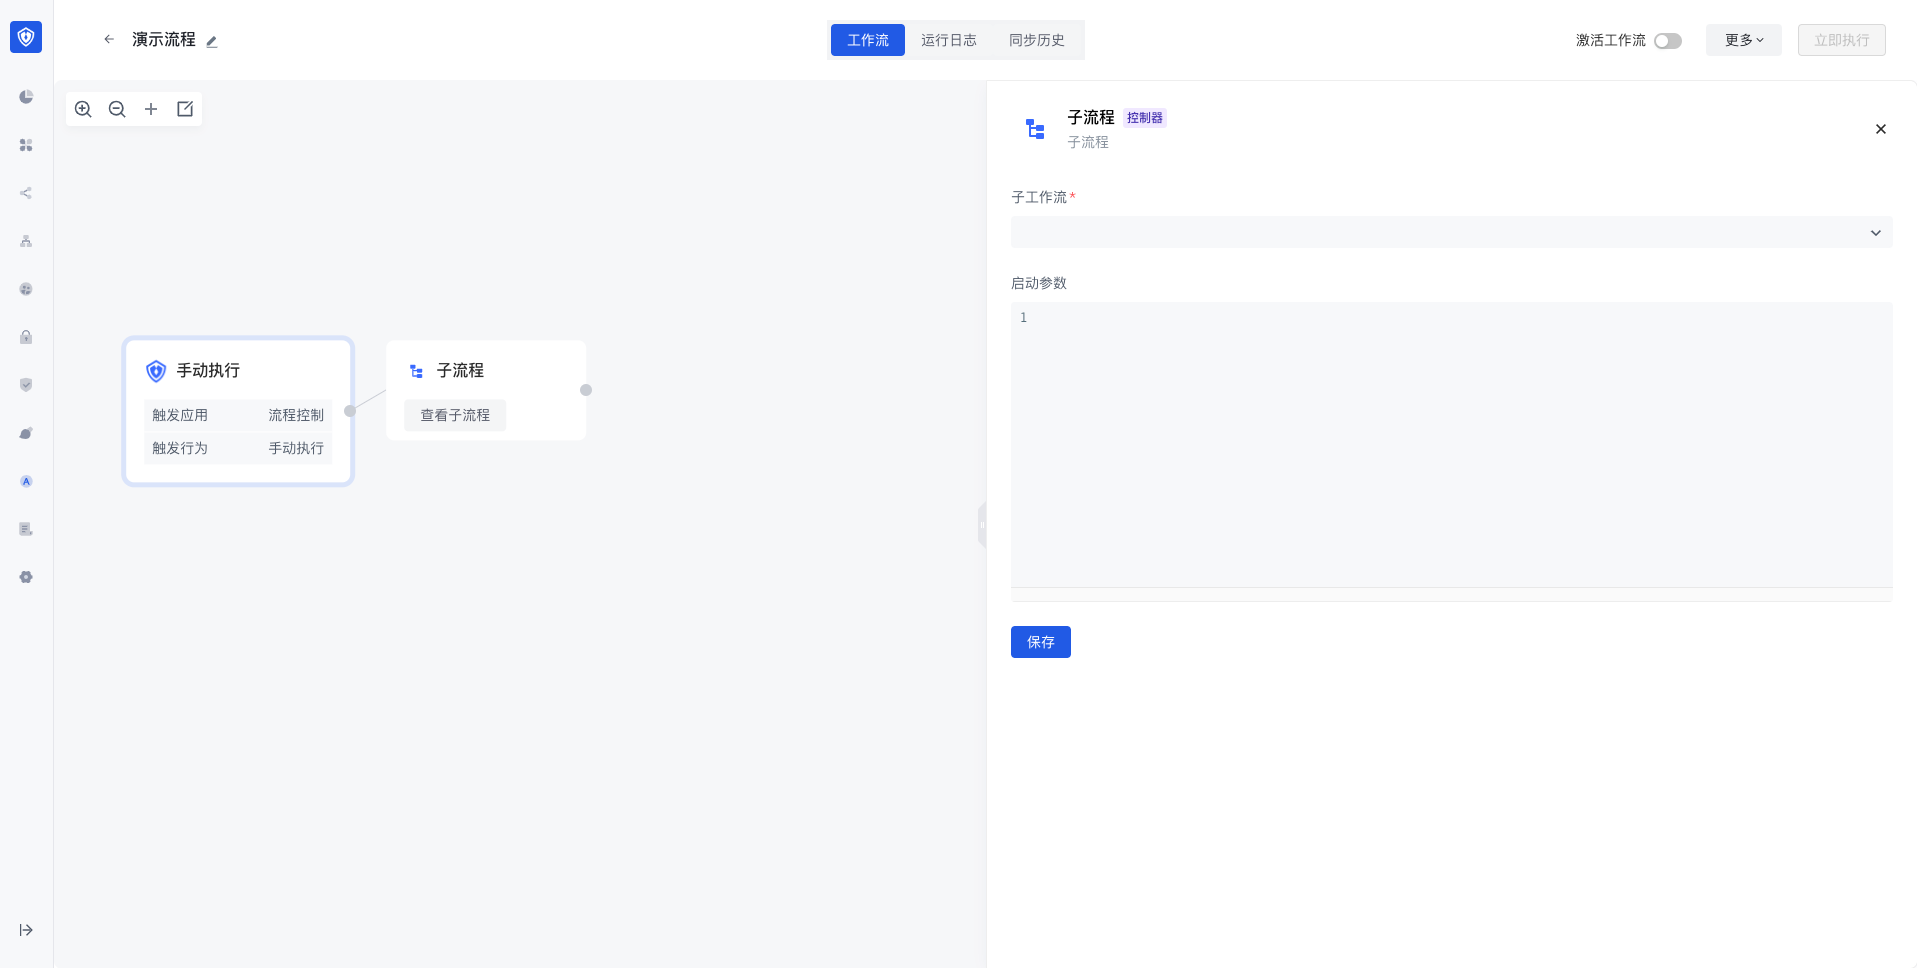 演示流程
工作流 运行日志 同步历史
激活工作流 更多 立即执行
手动执行
触发应用 流程控制
触发行为 手动执行
子流程
查看子流程
子流程 控制器
子流程
子工作流*
启动参数
1
保存
A